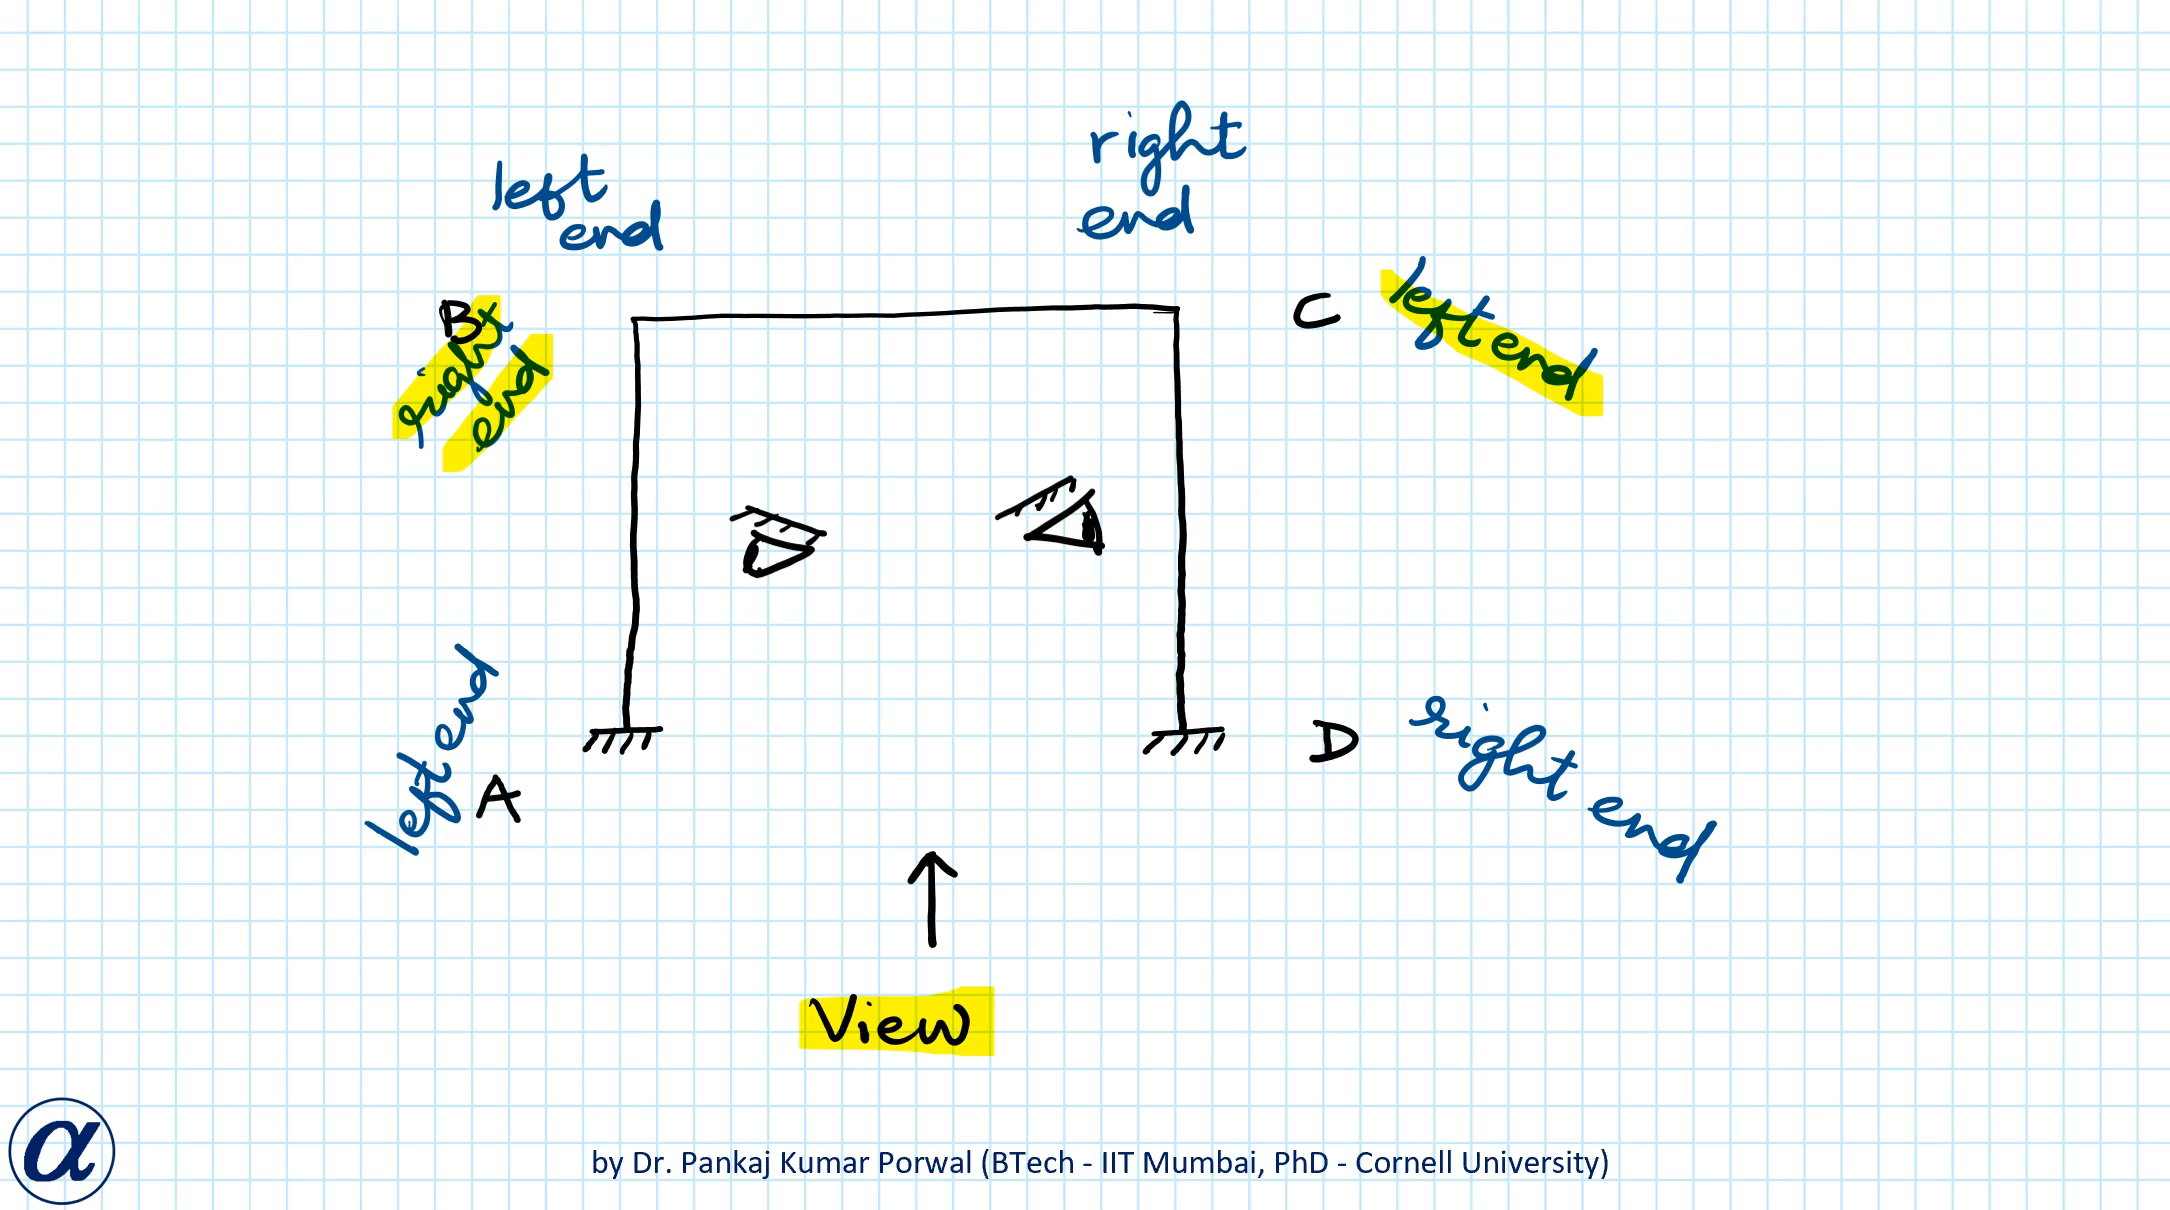 right
end
left
end
B
right
end
C
left end
left end
A
D
right end
View
α
by Dr. Pankaj Kumar Porwal (BTech - IIT Mumbai, PhD - Cornell University)